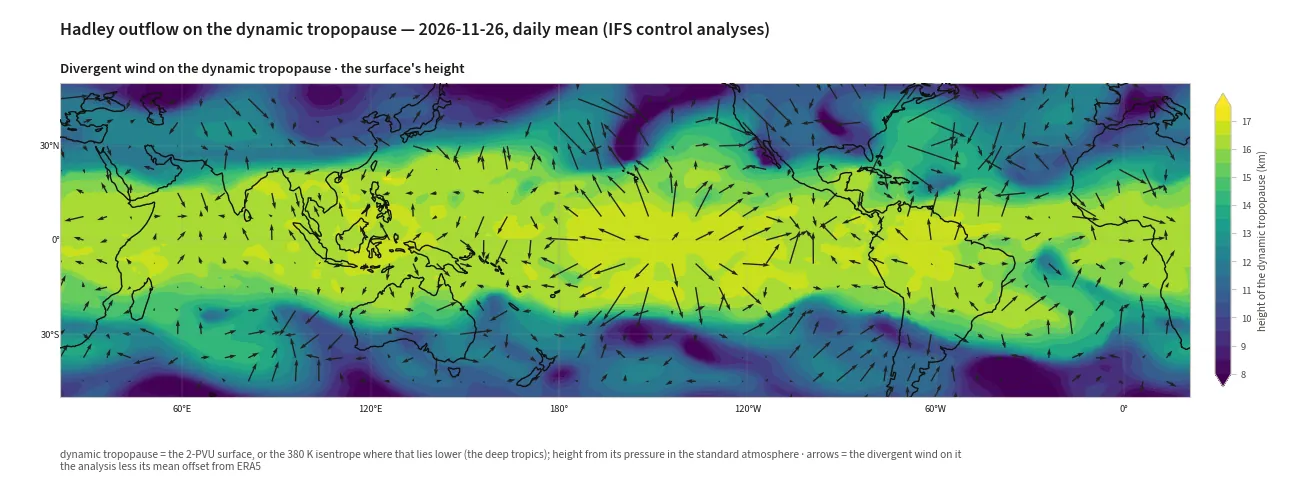 Hadley outflow on the dynamic tropopause — 2026-11-26, daily mean (IFS control analyses)
Divergent wind on the dynamic tropopause · the surface's height
30°N
0°
30°S
60°E
120°E
180°
120°W
60°W
0°
17
16
15
14
13
12
11
10
9
8
height of the dynamic tropopause (km)
dynamic tropopause = the 2-PVU surface, or the 380 K isentrope where that lies lower (the deep tropics); height from its pressure in the standard atmosphere · arrows = the divergent wind on it
the analysis less its mean offset from ERA5